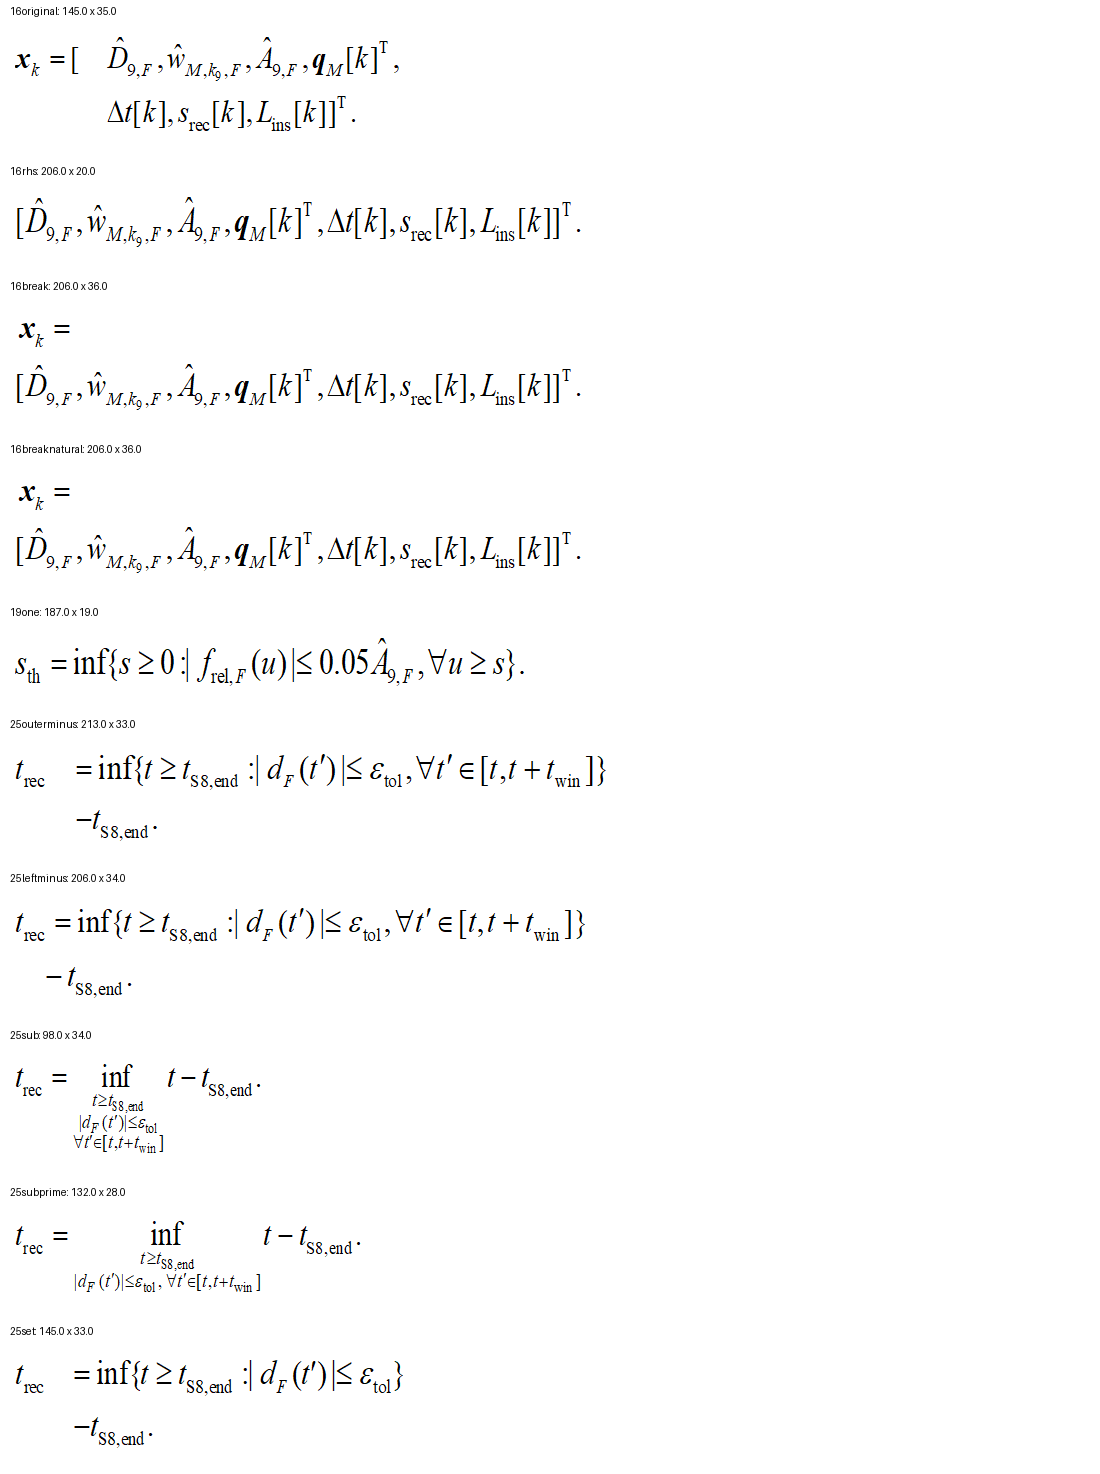 16original: 145.0 x 35.0
𝒙_k = [ D̂_{9,F}, ŵ_{M,k_9,F}, Â_{9,F}, 𝒒_M[k]^T,
Δt[k], s_rec[k], L_ins[k]]^T.
16rhs: 206.0 x 20.0
[D̂_{9,F}, ŵ_{M,k_9,F}, Â_{9,F}, 𝒒_M[k]^T, Δt[k], s_rec[k], L_ins[k]]^T.
16break: 206.0 x 36.0
𝒙_k =
[D̂_{9,F}, ŵ_{M,k_9,F}, Â_{9,F}, 𝒒_M[k]^T, Δt[k], s_rec[k], L_ins[k]]^T.
16breaknatural: 206.0 x 36.0
𝒙_k =
[D̂_{9,F}, ŵ_{M,k_9,F}, Â_{9,F}, 𝒒_M[k]^T, Δt[k], s_rec[k], L_ins[k]]^T.
19one: 187.0 x 19.0
s_th = inf{s ≥ 0 :| f_{rel,F}(u) |≤ 0.05Â_{9,F}, ∀u ≥ s}.
25outerminus: 213.0 x 33.0
t_rec = inf{t ≥ t_{S8,end} :| d_F(t′) |≤ ε_tol, ∀t′ ∈ [t, t + t_win]}
−t_{S8,end}.
25leftminus: 206.0 x 34.0
t_rec = inf{t ≥ t_{S8,end} :| d_F(t′) |≤ ε_tol, ∀t′ ∈ [t, t + t_win]}
− t_{S8,end}.
25sub: 98.0 x 34.0
t_rec = inf t − t_{S8,end}.
t≥t_{S8,end}
|d_F(t′)|≤ε_tol
∀t′∈[t,t+t_win]
25subprime: 132.0 x 28.0
t_rec = inf t − t_{S8,end}.
t≥t_{S8,end}
|d_F(t′)|≤ε_tol, ∀t′∈[t,t+t_win]
25set: 145.0 x 33.0
t_rec = inf{t ≥ t_{S8,end} :| d_F(t′) |≤ ε_tol}
−t_{S8,end}.